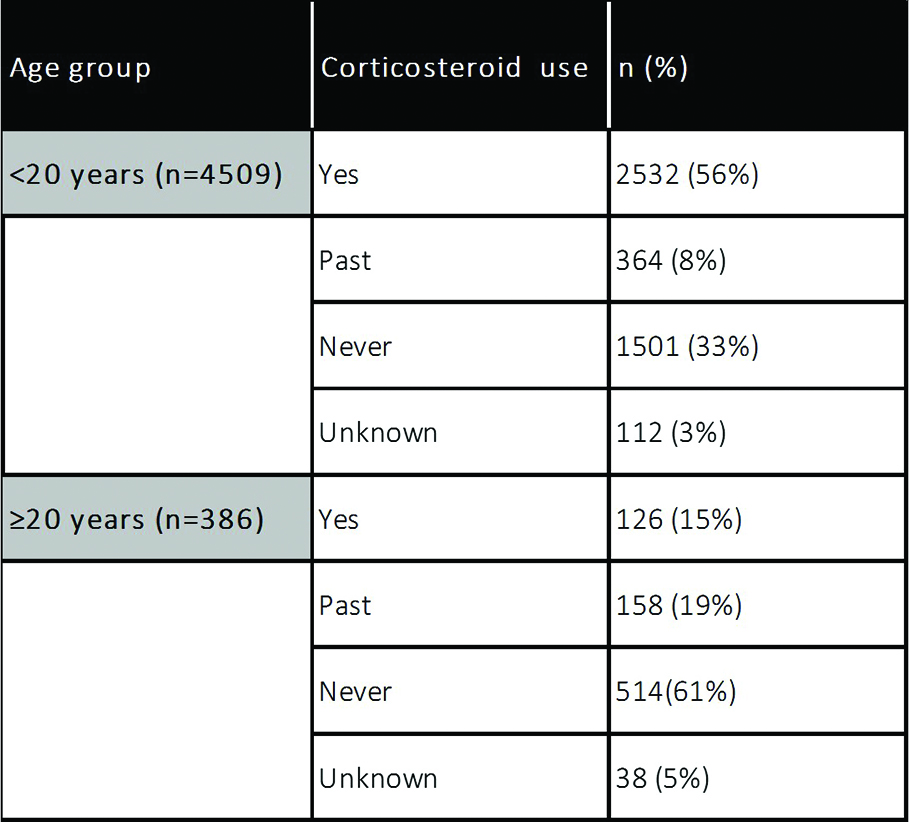 Age group Corticosteroid use n (%)
<20 years (n=4509) Yes 2532 (56%)
Past 364 (8%)
Never 1501 (33%)
Unknown 112 (3%)
≥20 years (n=386) Yes 126 (15%)
Past 158 (19%)
Never 514(61%)
Unknown 38 (5%)